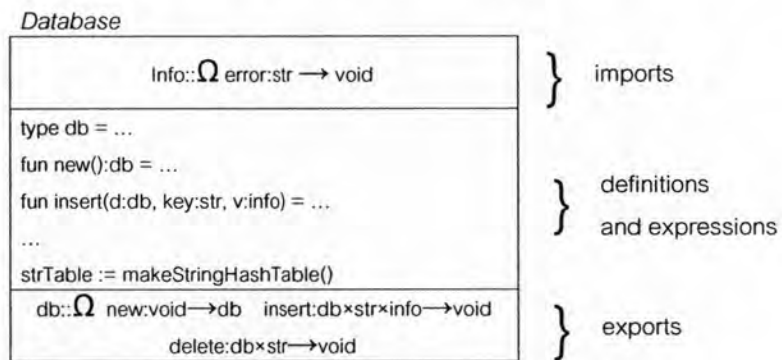 Database
Info::Ω error:str → void
imports
type db = ...
fun new():db = ...
fun insert(d:db, key:str, v:info) = ...
...
strTable := makeStringHashTable()
definitions
and expressions
db::Ω new:void→db insert:db×str×info→void
delete:db×str→void
exports